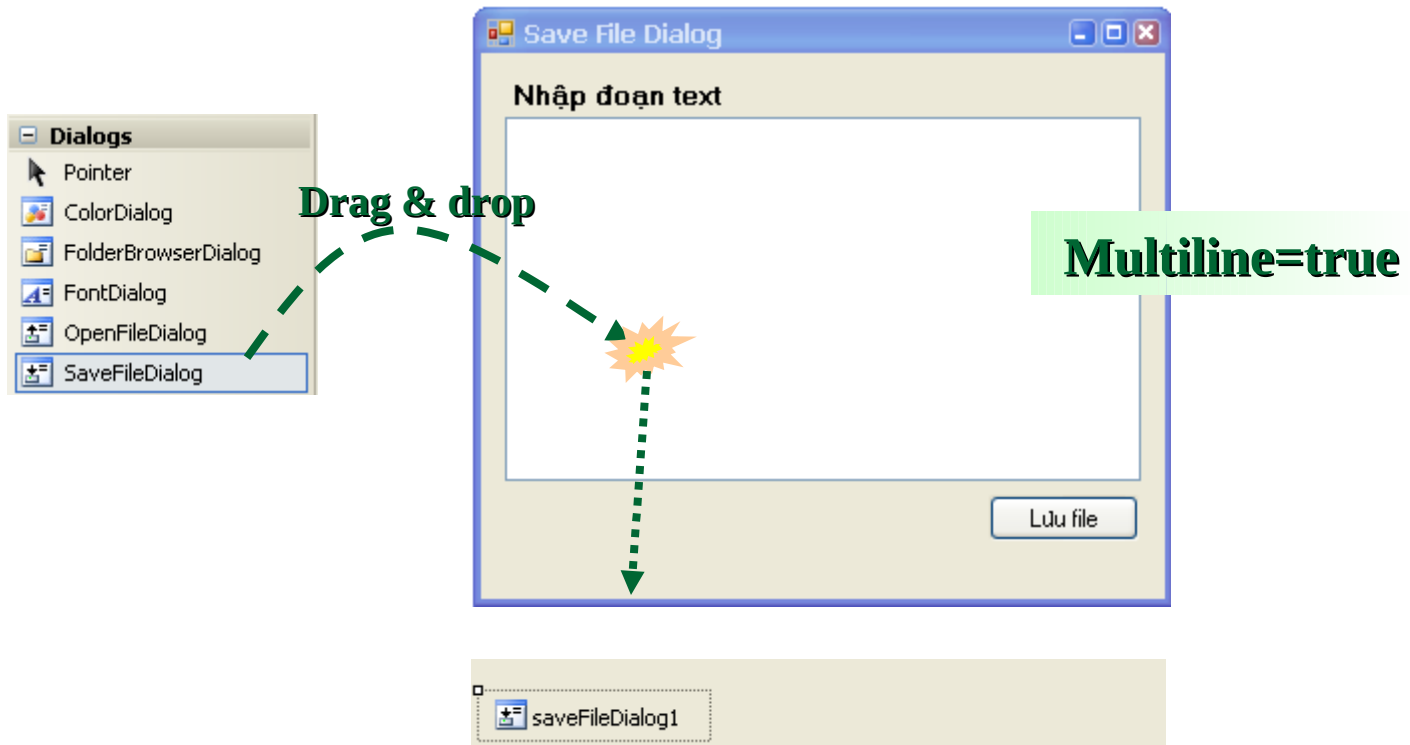 Save File Dialog
Nhập đoạn text
Dialogs
Pointer
ColorDialog
FolderBrowserDialog
FontDialog
OpenFileDialog
SaveFileDialog
Drag & drop
Multiline=true
Lưu file
saveFileDialog1